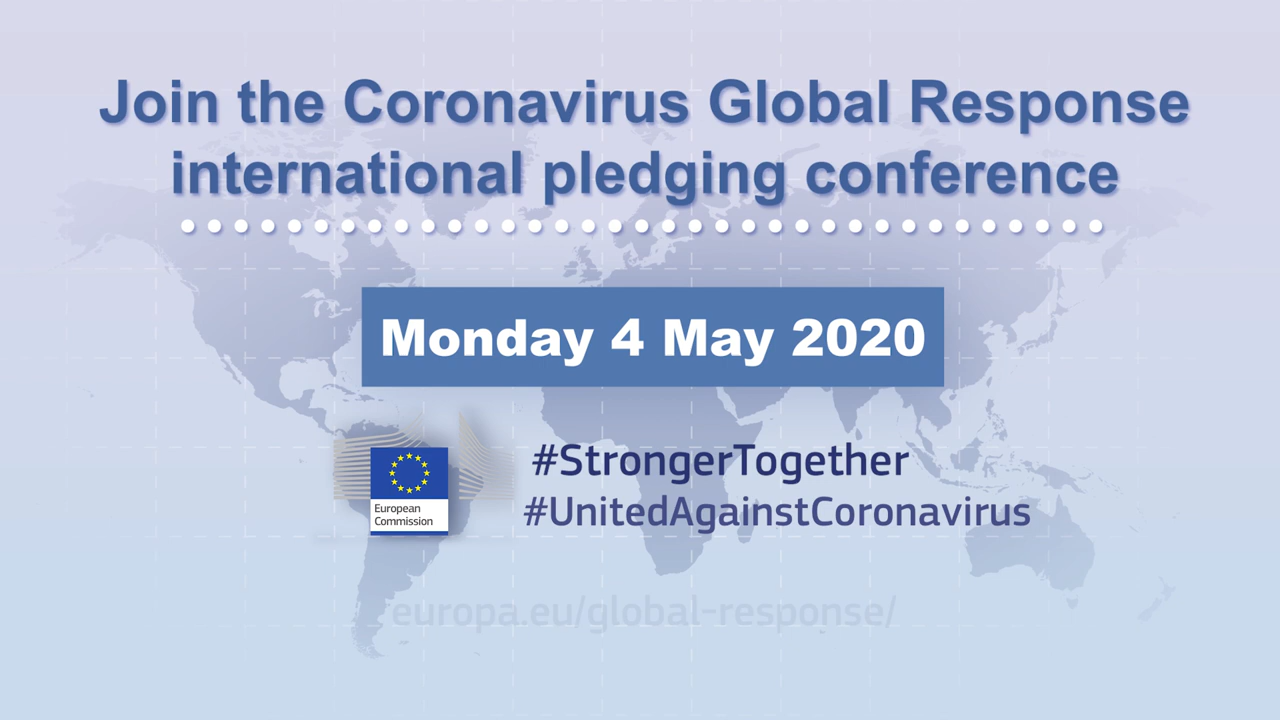 Join the Coronavirus Global Response
international pledging conference
Monday 4 May 2020
European
Commission
#StrongerTogether
#UnitedAgainstCoronavirus
europa.eu/global-response/